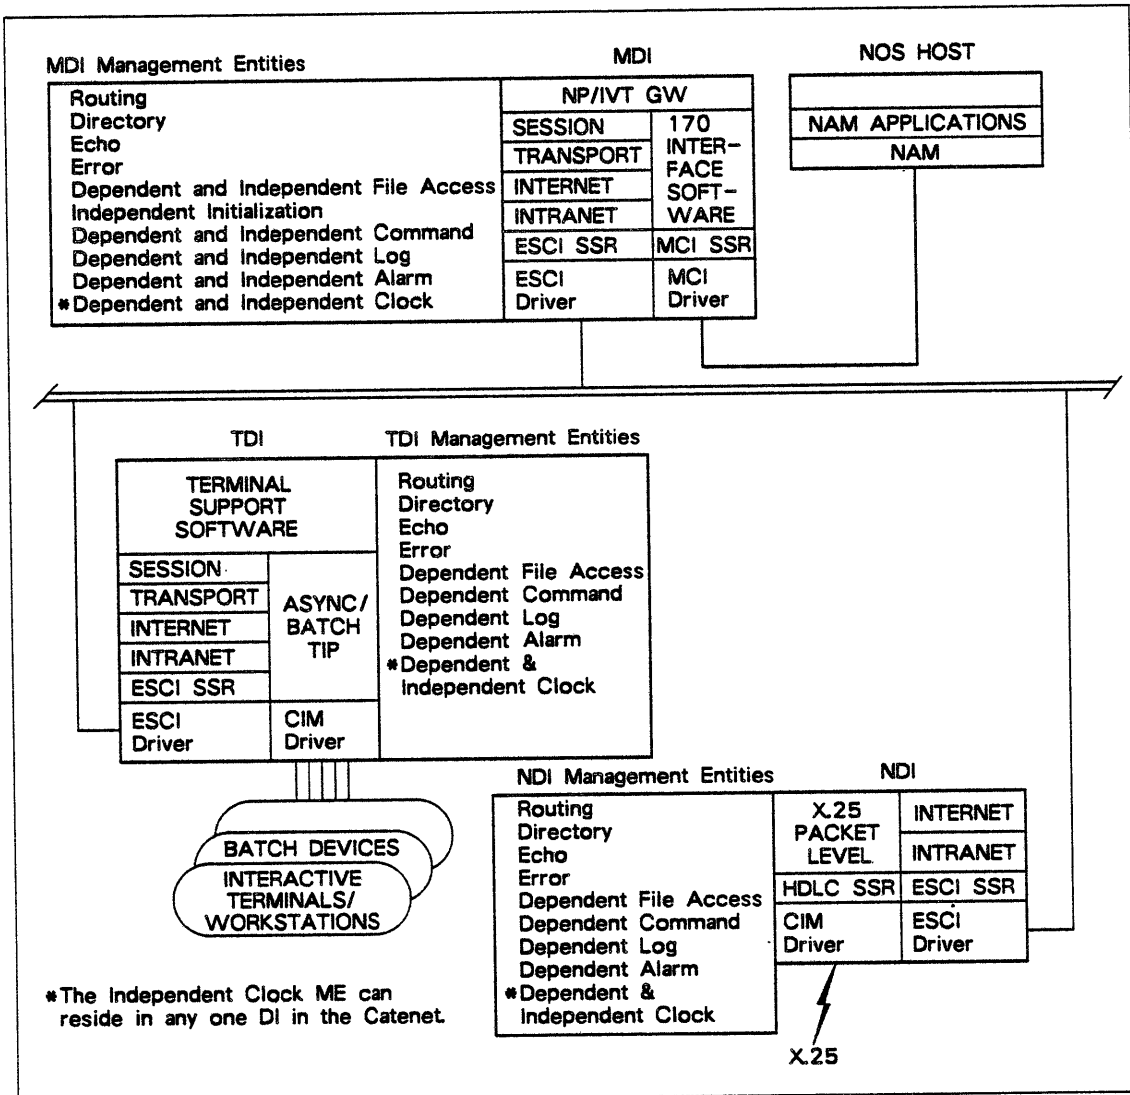 MDI Management Entities
Routing
Directory
Echo
Error
Dependent and Independent File Access
Independent Initialization
Dependent and Independent Command
Dependent and Independent Log
Dependent and Independent Alarm
*Dependent and Independent Clock
MDI
NP/IVT GW
SESSION
TRANSPORT
INTERNET
INTRANET
ESCI SSR
ESCI
Driver
170
INTER-
FACE
SOFT-
WARE
MCI SSR
MCI
Driver
NOS HOST
NAM APPLICATIONS
NAM
TDI
TERMINAL
SUPPORT
SOFTWARE
SESSION
TRANSPORT
INTERNET
INTRANET
ESCI SSR
ESCI
Driver
ASYNC/
BATCH
TIP
CIM
Driver
TDI Management Entities
Routing
Directory
Echo
Error
Dependent File Access
Dependent Command
Dependent Log
Dependent Alarm
*Dependent &
Independent Clock
BATCH DEVICES
INTERACTIVE
TERMINALS/
WORKSTATIONS
NDI Management Entities
Routing
Directory
Echo
Error
Dependent File Access
Dependent Command
Dependent Log
Dependent Alarm
*Dependent &
Independent Clock
NDI
X.25
PACKET
LEVEL
HDLC SSR
CIM
Driver
INTERNET
INTRANET
ESCI SSR
ESCI
Driver
X.25
*The Independent Clock ME can
reside in any one DI in the Catenet.